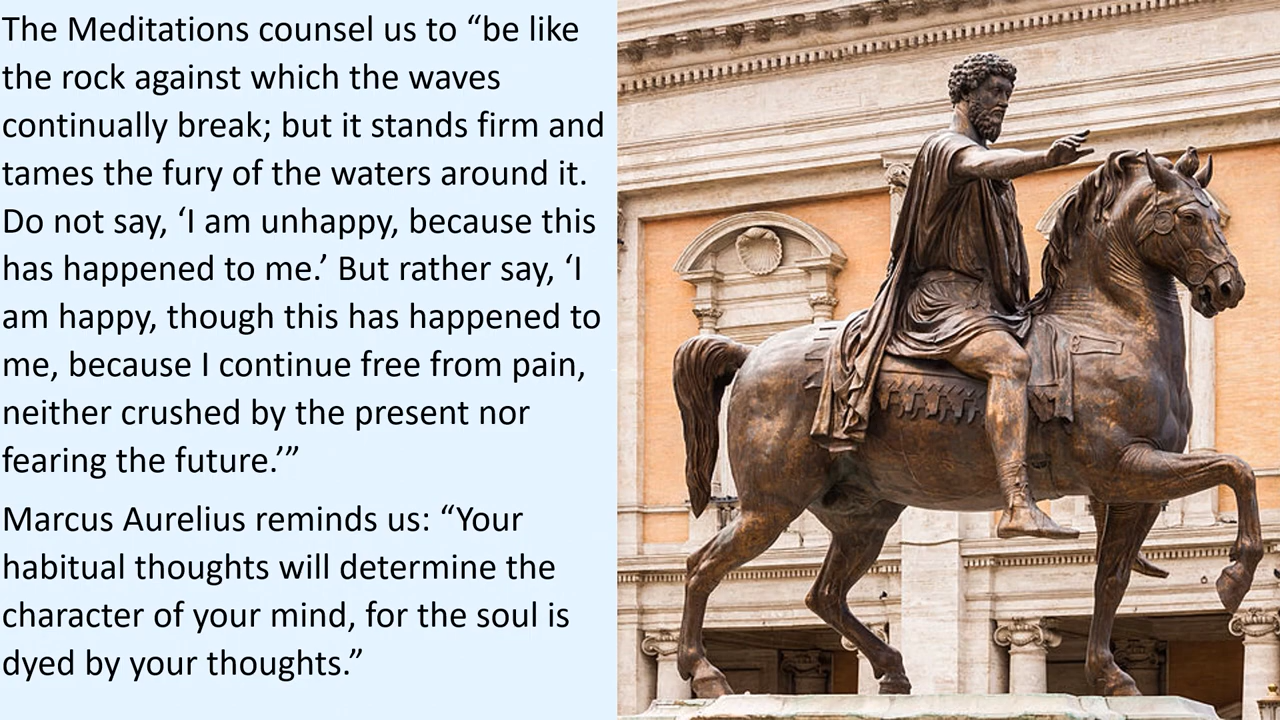 The Meditations counsel us to “be like
the rock against which the waves
continually break; but it stands firm and
tames the fury of the waters around it.
Do not say, ‘I am unhappy, because this
has happened to me.’ But rather say, ‘I
am happy, though this has happened to
me, because I continue free from pain,
neither crushed by the present nor
fearing the future.’”
Marcus Aurelius reminds us: “Your
habitual thoughts will determine the
character of your mind, for the soul is
dyed by your thoughts.”